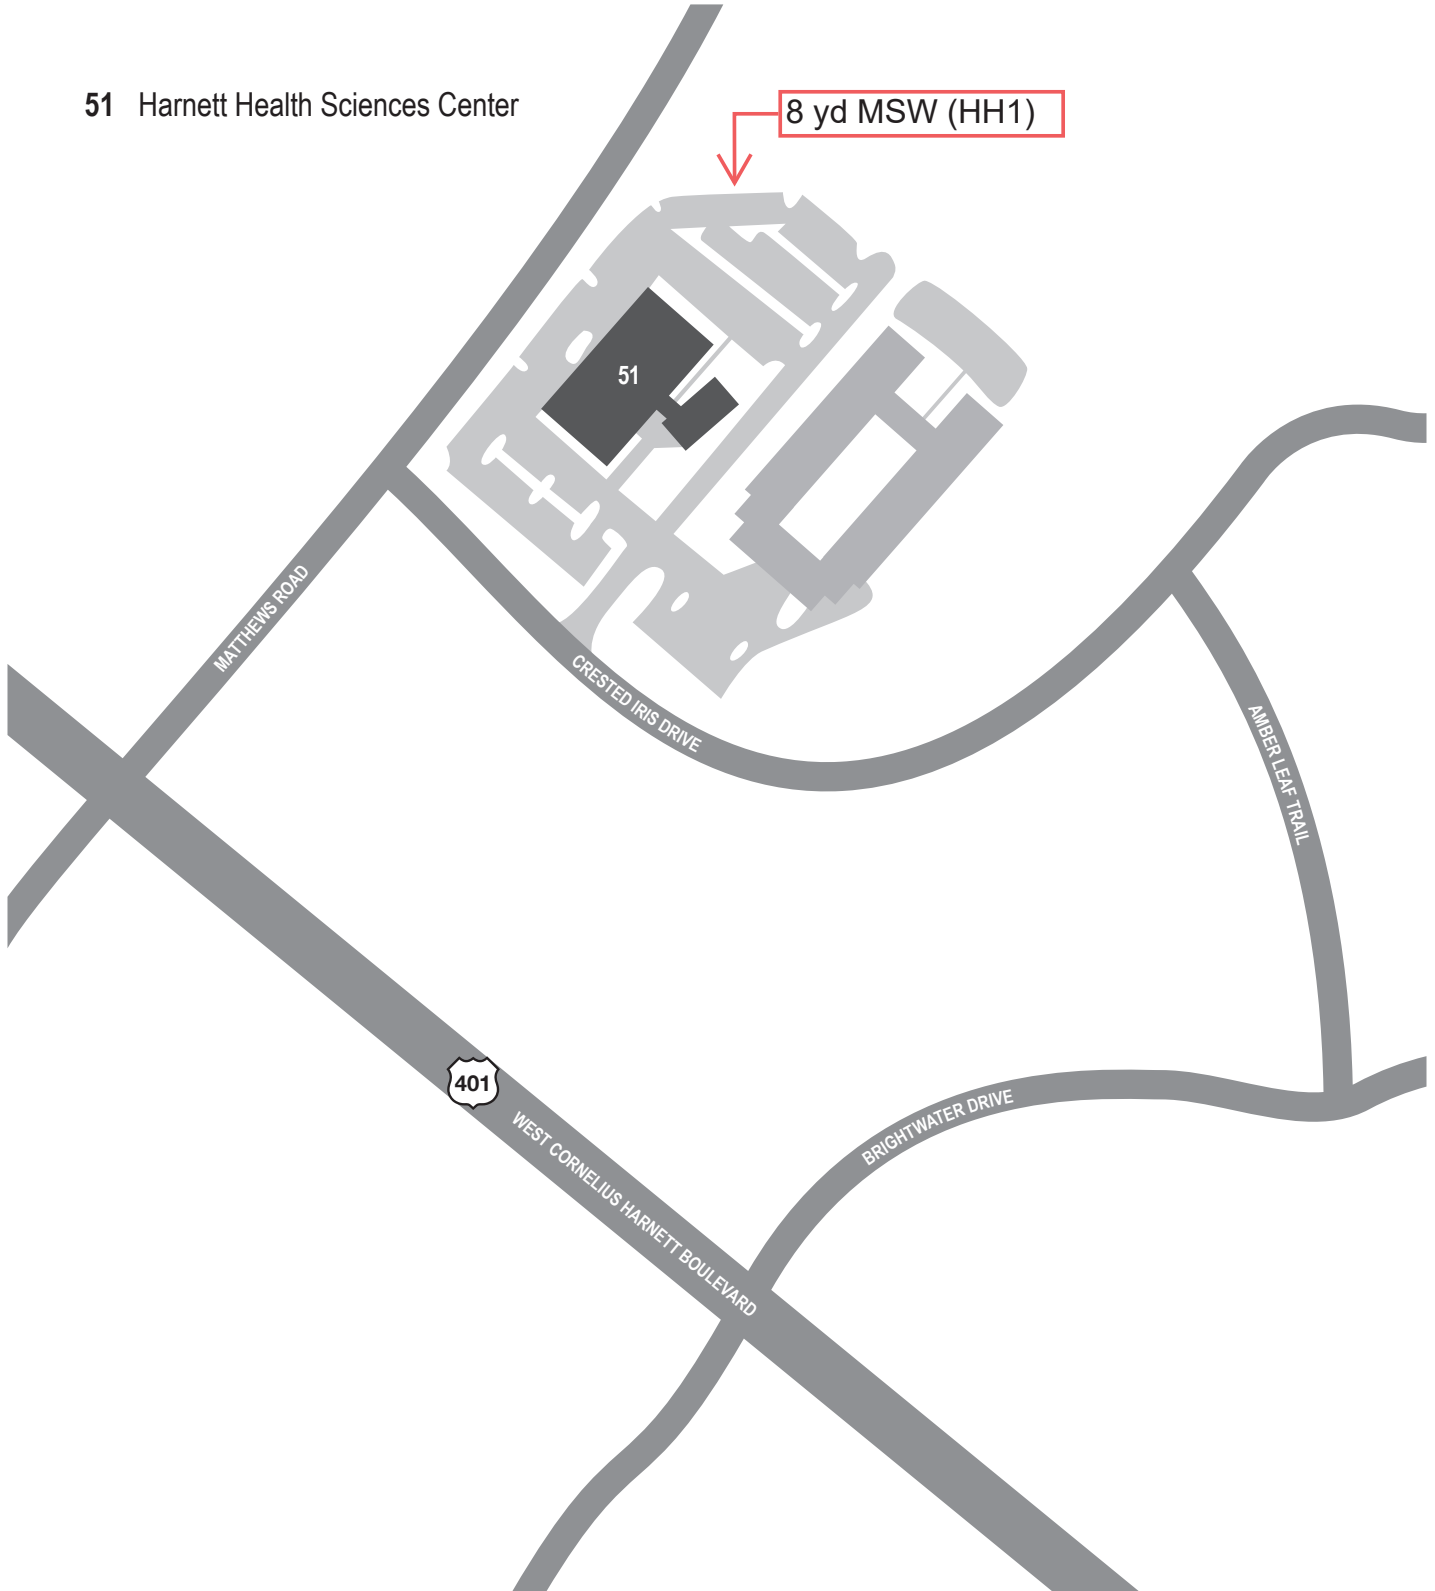 51 Harnett Health Sciences Center
8 yd MSW (HH1)
51
MATTHEWS ROAD
CRESTED IRIS DRIVE
AMBER LEAF TRAIL
401
WEST CORNELIUS HARNETT BOULEVARD
BRIGHTWATER DRIVE